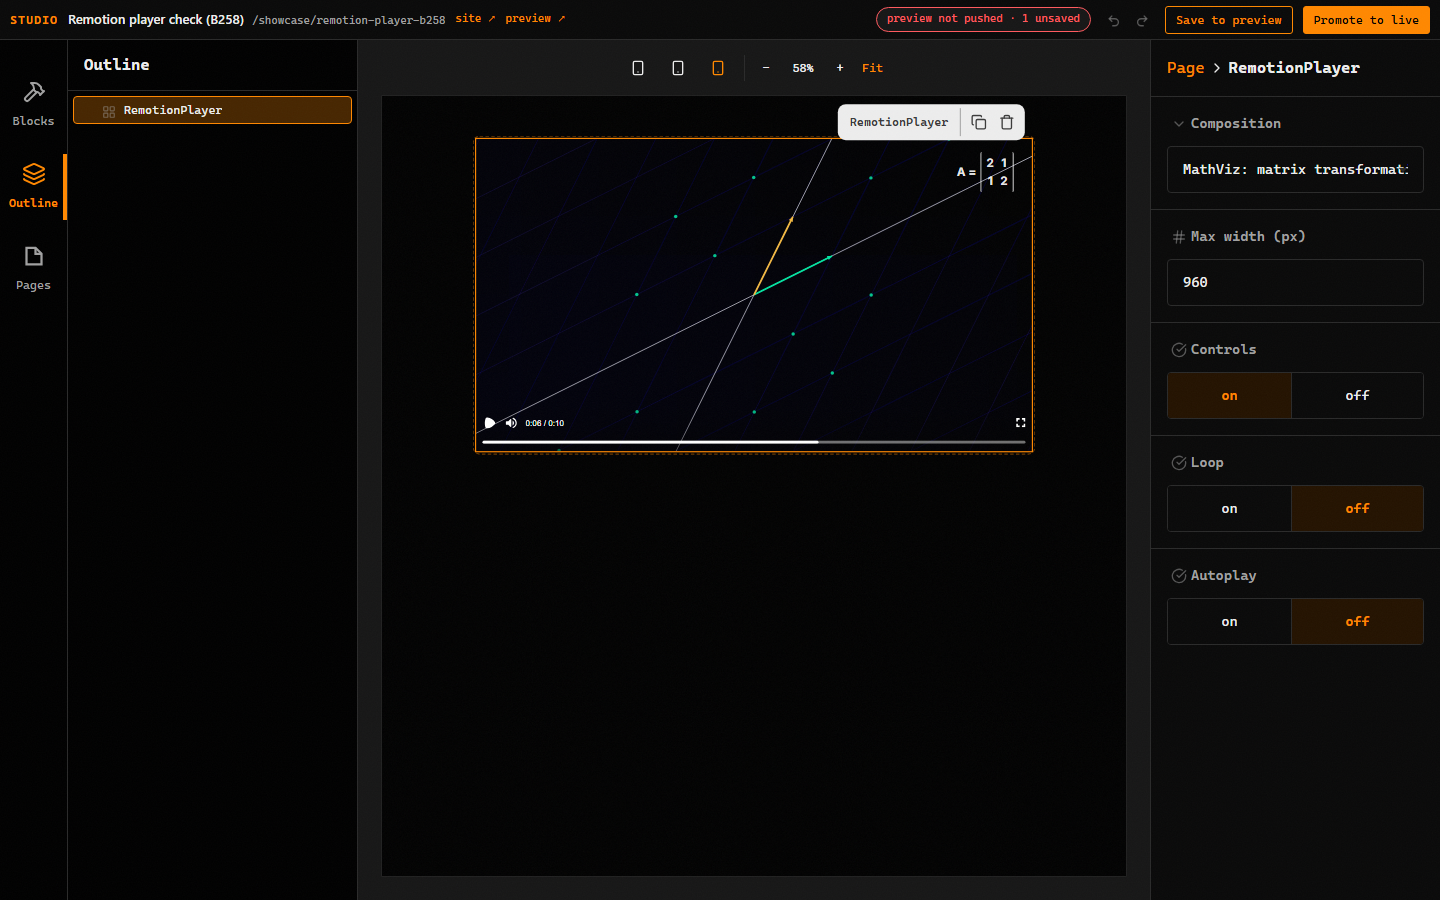 STUDIO Remotion player check (B258) /showcase/remotion-player-b258 site ↗ preview ↗ preview not pushed · 1 unsaved Save to preview Promote to live
Blocks
Outline
Pages
Outline
RemotionPlayer
− 58% + Fit
RemotionPlayer
A = 2 1
1 2
0:06 / 0:10
Page > RemotionPlayer
Composition
MathViz: matrix transformat
Max width (px)
960
Controls
on off
Loop
on off
Autoplay
on off